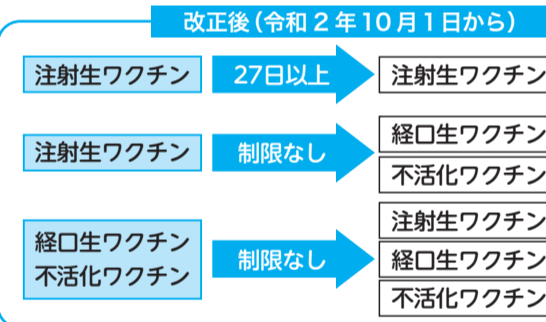 改正後(令和2年10月1日から)
注射生ワクチン
27日以上
注射生ワクチン
注射生ワクチン
制限なし
経口生ワクチン
不活化ワクチン
経口生ワクチン
不活化ワクチン
制限なし
注射生ワクチン
経口生ワクチン
不活化ワクチン